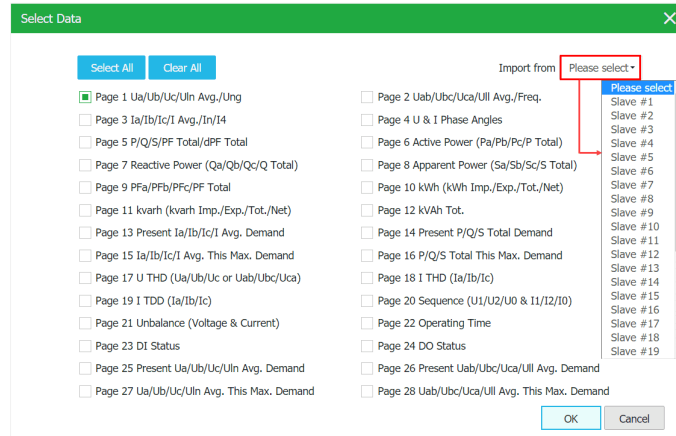 Select Data
Select All Clear All Import from Please select
Please select
Page 1 Ua/Ub/Uc/Uln Avg./Ung Page 2 Uab/Ubc/Uca/Ull Avg./Freq. Slave #1
Slave #2
Page 3 Ia/Ib/Ic/I Avg./In/I4 Page 4 U & I Phase Angles Slave #3
Slave #4
Page 5 P/Q/S/PF Total/dPF Total Page 6 Active Power (Pa/Pb/Pc/P Total) Slave #5
Slave #6
Page 7 Reactive Power (Qa/Qb/Qc/Q Total) Page 8 Apparent Power (Sa/Sb/Sc/S Total) Slave #7
Page 9 PFa/PFb/PFc/PF Total Page 10 kWh (kWh Imp./Exp./Tot./Net) Slave #8
Slave #9
Page 11 kvarh (kvarh Imp./Exp./Tot./Net) Page 12 kVAh Tot. Slave #10
Slave #11
Page 13 Present Ia/Ib/Ic/I Avg. Demand Page 14 Present P/Q/S Total Demand Slave #12
Page 15 Ia/Ib/Ic/I Avg. This Max. Demand Page 16 P/Q/S Total This Max. Demand Slave #13
Slave #14
Page 17 U THD (Ua/Ub/Uc or Uab/Ubc/Uca) Page 18 I THD (Ia/Ib/Ic) Slave #15
Page 19 I TDD (Ia/Ib/Ic) Page 20 Sequence (U1/U2/U0 & I1/I2/I0) Slave #16
Page 21 Unbalance (Voltage & Current) Page 22 Operating Time Slave #17
Slave #18
Page 23 DI Status Page 24 DO Status Slave #19
Page 25 Present Ua/Ub/Uc/Uln Avg. Demand Page 26 Present Uab/Ubc/Uca/Ull Avg. Demand
Page 27 Ua/Ub/Uc/Uln Avg. This Max. Demand Page 28 Uab/Ubc/Uca/Ull Avg. This Max. Demand
OK Cancel